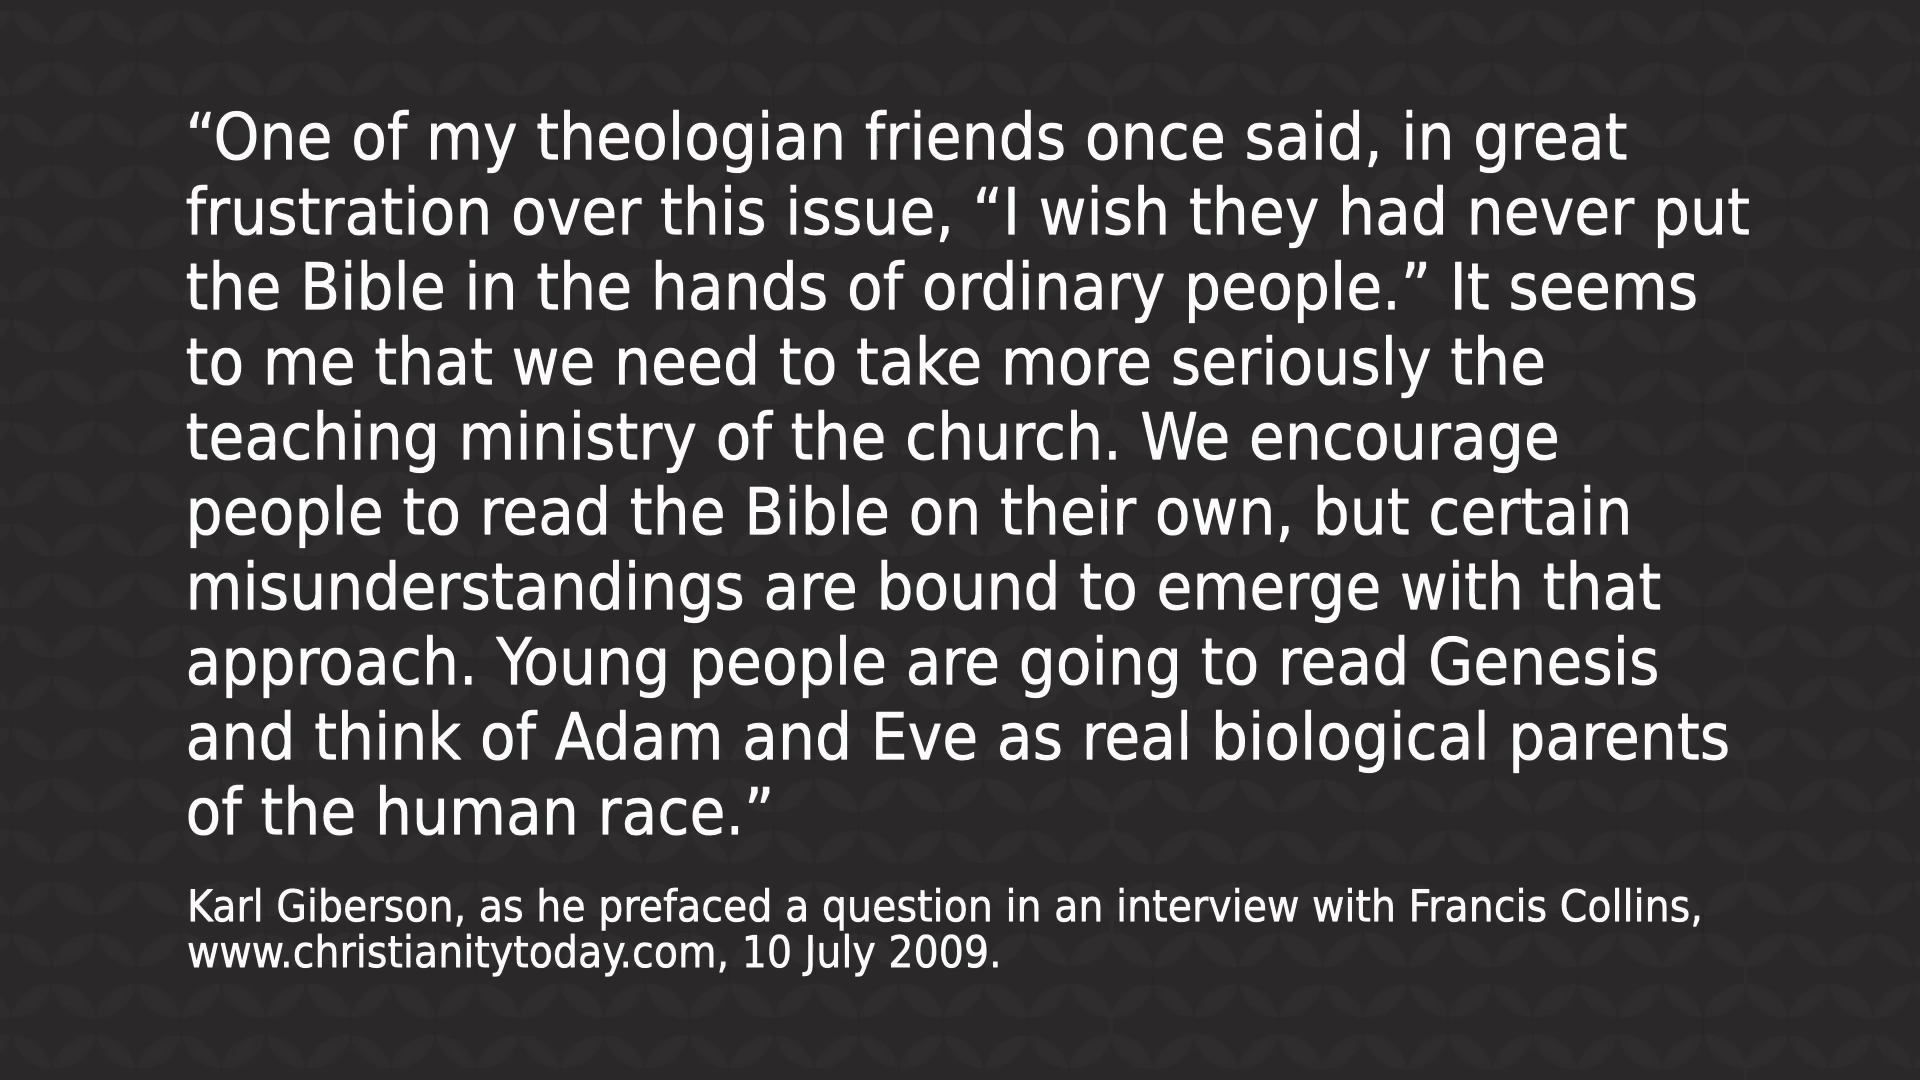 “One of my theologian friends once said, in great
frustration over this issue, “I wish they had never put
the Bible in the hands of ordinary people.” It seems
to me that we need to take more seriously the
teaching ministry of the church. We encourage
people to read the Bible on their own, but certain
misunderstandings are bound to emerge with that
approach. Young people are going to read Genesis
and think of Adam and Eve as real biological parents
of the human race.”
Karl Giberson, as he prefaced a question in an interview with Francis Collins,
www.christianitytoday.com, 10 July 2009.